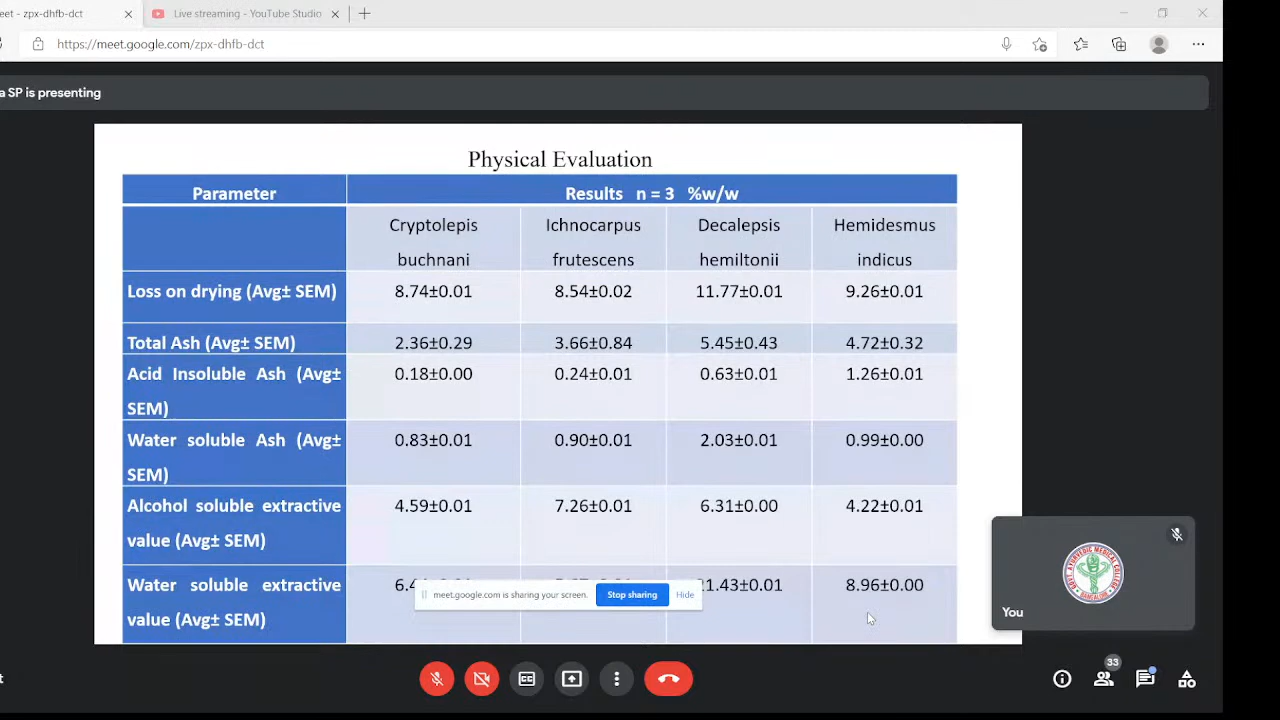 eet - zpx-dhfb-dct
Live streaming - YouTube Studio
https://meet.google.com/zpx-dhfb-dct
a SP is presenting
Physical Evaluation
Parameter Results n = 3 %w/w
Cryptolepis Ichnocarpus Decalepsis Hemidesmus
buchnani frutescens hemiltonii indicus
Loss on drying (Avg± SEM) 8.74±0.01 8.54±0.02 11.77±0.01 9.26±0.01
Total Ash (Avg± SEM) 2.36±0.29 3.66±0.84 5.45±0.43 4.72±0.32
Acid Insoluble Ash (Avg± 0.18±0.00 0.24±0.01 0.63±0.01 1.26±0.01
SEM)
Water soluble Ash (Avg± 0.83±0.01 0.90±0.01 2.03±0.01 0.99±0.00
SEM)
Alcohol soluble extractive 4.59±0.01 7.26±0.01 6.31±0.00 4.22±0.01
value (Avg± SEM)
Water soluble extractive 8.96±0.00
value (Avg± SEM)
meet.google.com is sharing your screen. Stop sharing Hide
You
33